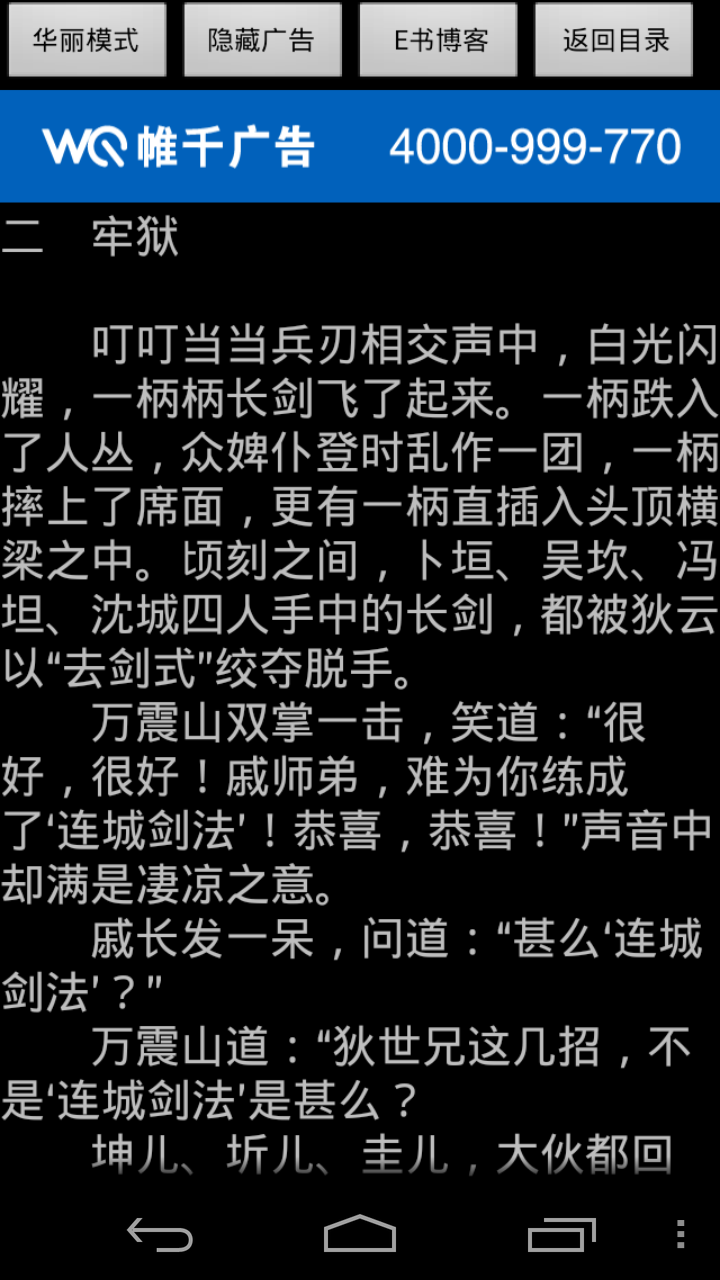 华丽模式 隐藏广告 E书博客 返回目录
WQ 帷千广告 4000-999-770
二 牢狱
叮叮当当兵刃相交声中，白光闪
耀，一柄柄长剑飞了起来。一柄跌入
了人丛，众婢仆登时乱作一团，一柄
摔上了席面，更有一柄直插入头顶横
梁之中。顷刻之间，卜垣、吴坎、冯
坦、沈城四人手中的长剑，都被狄云
以“去剑式”绞夺脱手。
万震山双掌一击，笑道：“很
好，很好！戚师弟，难为你练成
了‘连城剑法’！恭喜，恭喜！”声音中
却满是凄凉之意。
戚长发一呆，问道：“甚么‘连城
剑法’？”
万震山道：“狄世兄这几招，不
是‘连城剑法’是甚么？
坤儿、圻儿、圭儿，大伙都回